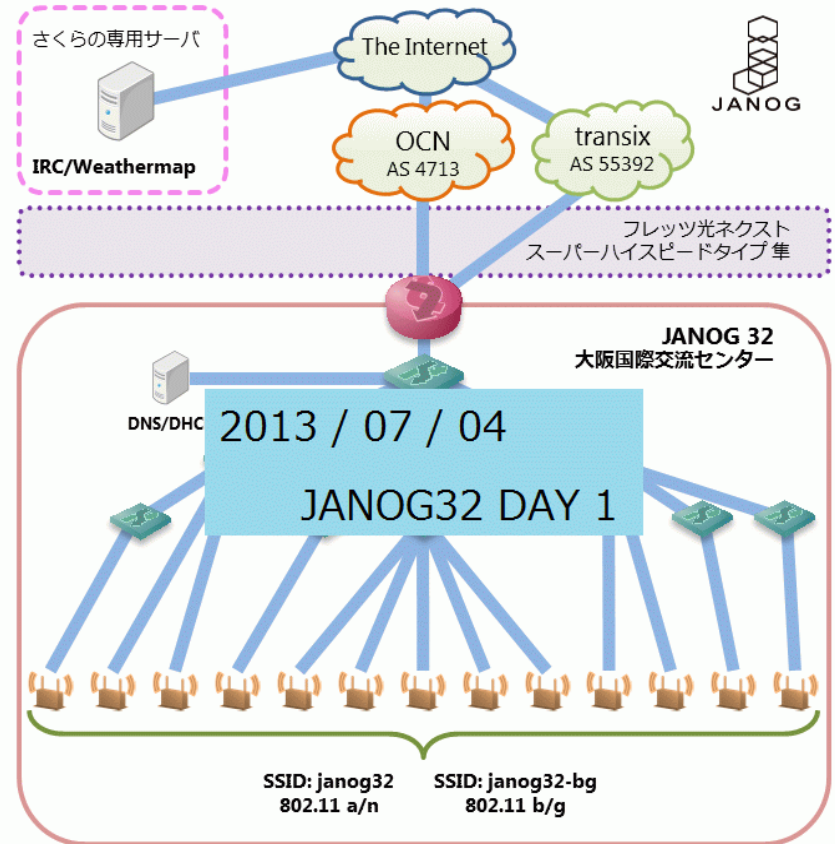 さくらの専用サーバ
IRC/Weathermap
The Internet
JANOG
OCN
AS 4713
transix
AS 55392
フレッツ光ネクスト
スーパーハイスピードタイプ 隼
JANOG 32
大阪国際交流センター
DNS/DHC
2013 / 07 / 04
JANOG32 DAY 1
SSID: janog32
802.11 a/n
SSID: janog32-bg
802.11 b/g